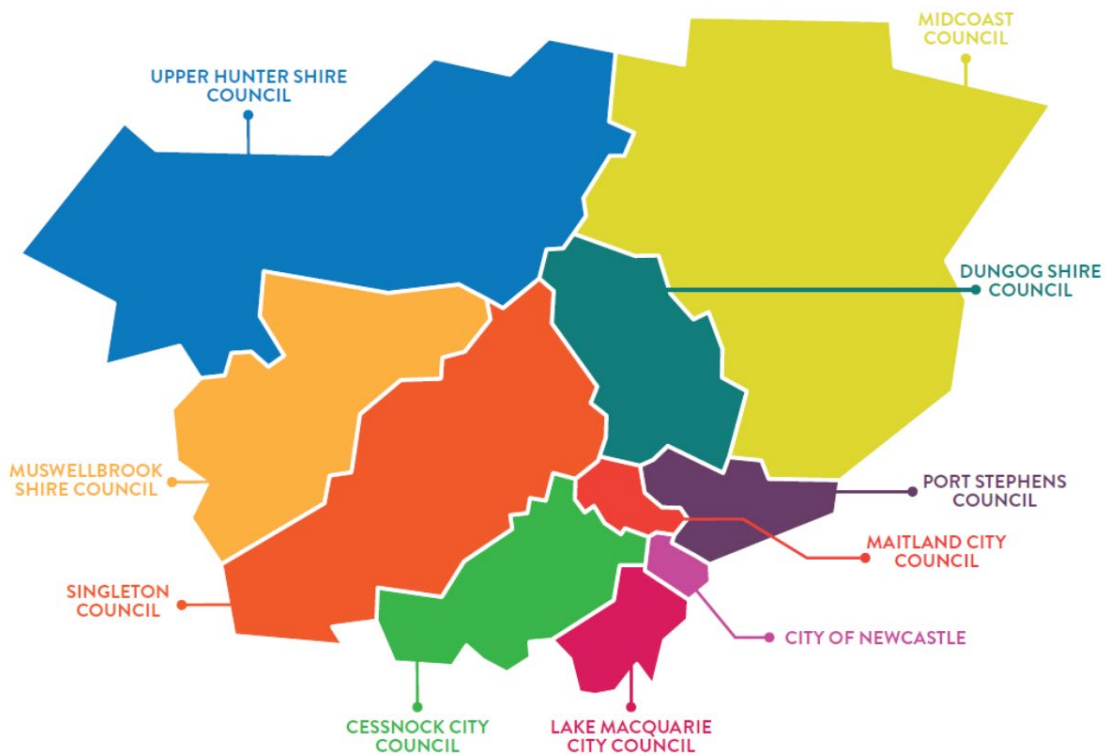 MIDCOAST
COUNCIL
UPPER HUNTER SHIRE
COUNCIL
DUNGOG SHIRE
COUNCIL
MUSWELLBROOK
SHIRE COUNCIL
PORT STEPHENS
COUNCIL
MAITLAND CITY
COUNCIL
SINGLETON
COUNCIL
CITY OF NEWCASTLE
CESSNOCK CITY
COUNCIL
LAKE MACQUARIE
CITY COUNCIL